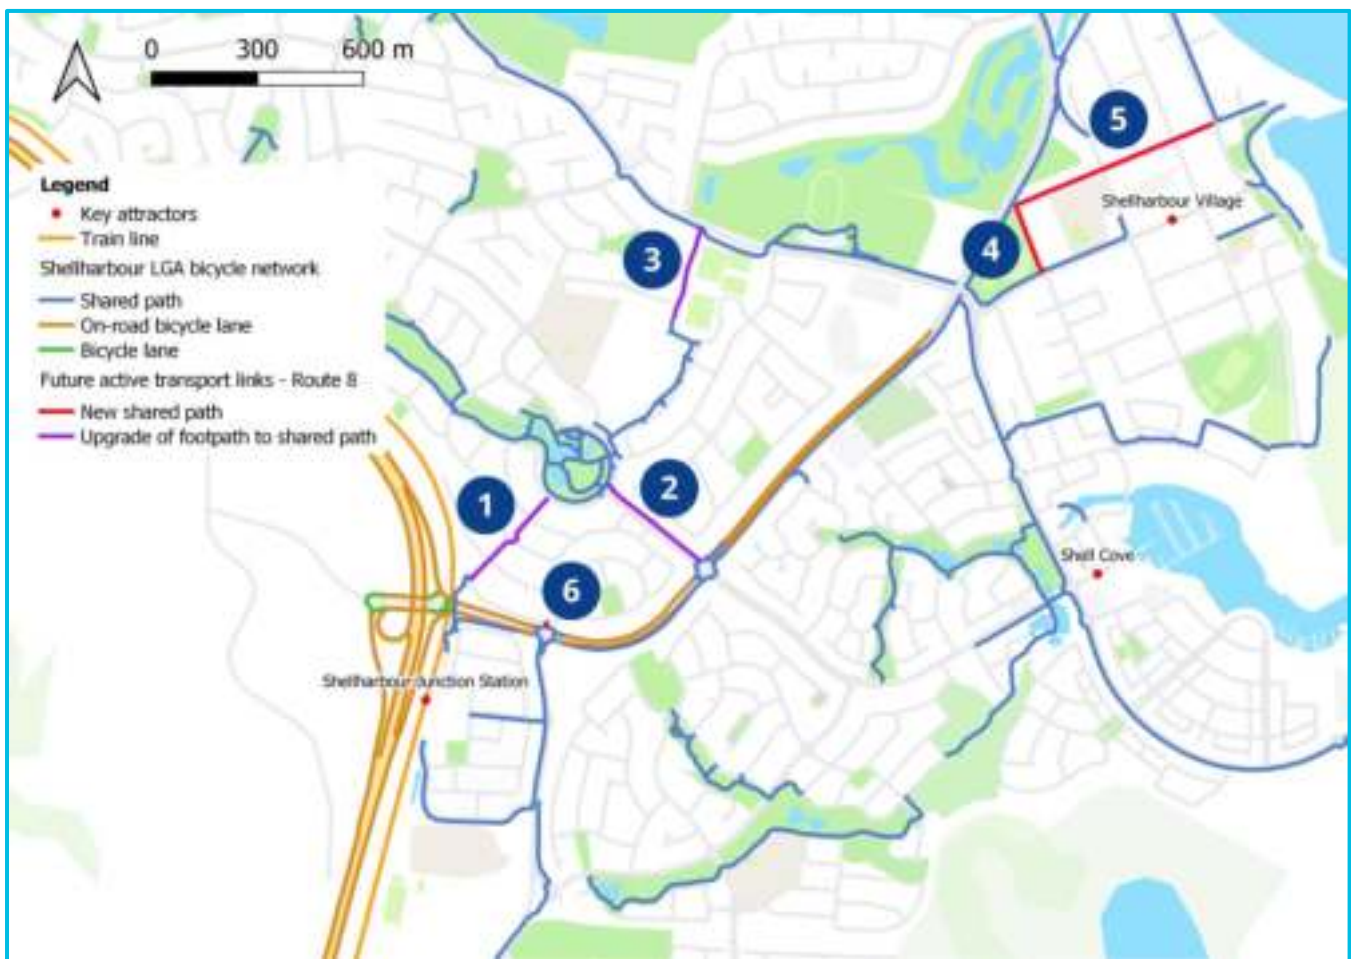 0 300 600 m
Legend
Key attractors
Train line
Shellharbour LGA bicycle network
Shared path
On-road bicycle lane
Bicycle lane
Future active transport links - Route 8
New shared path
Upgrade of footpath to shared path
5
Shellharbour Village
4
3
1
2
6
Shell Cove
Shellharbour Junction Station